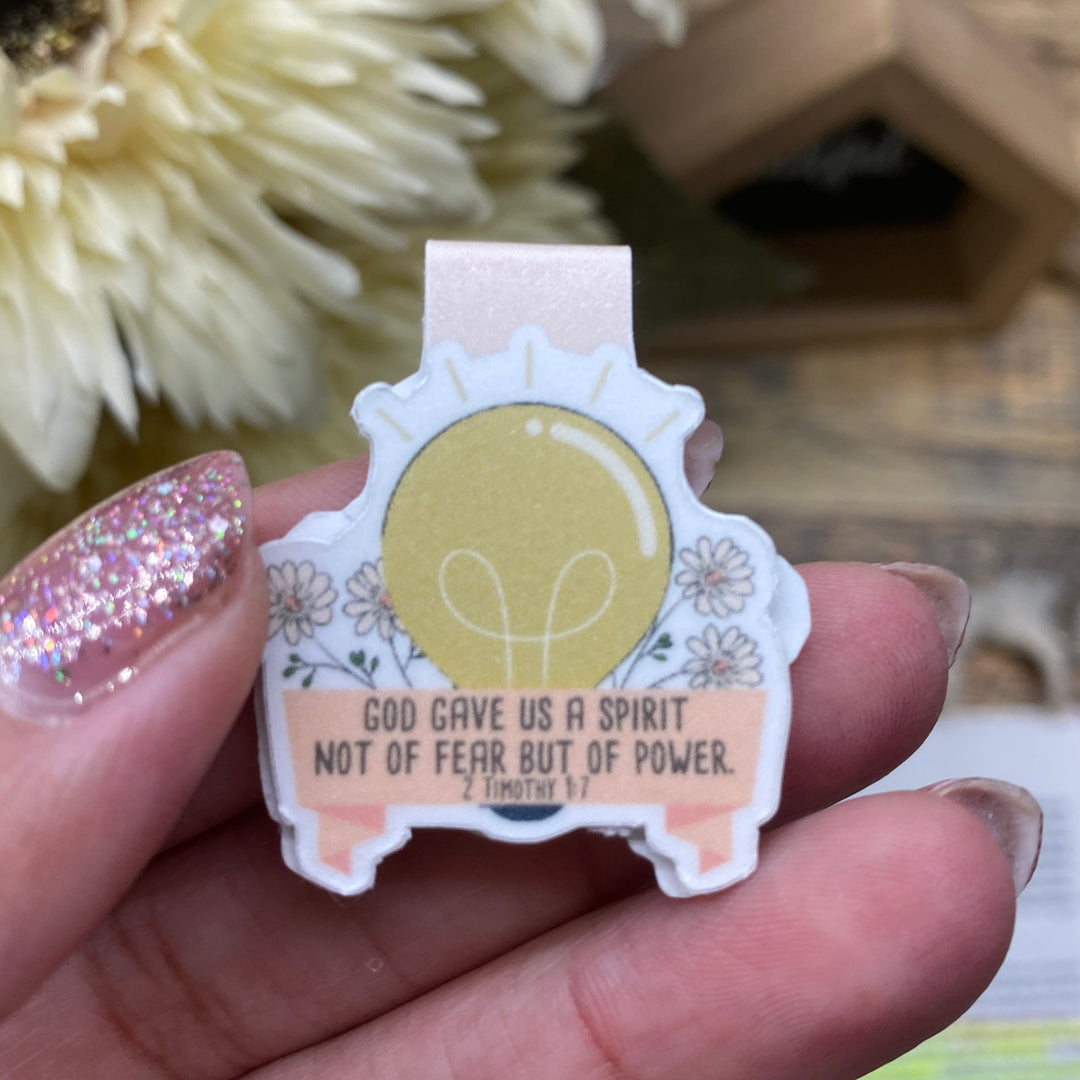 GOD GAVE US A SPIRIT
NOT OF FEAR BUT OF POWER.
2 TIMOTHY 1:7